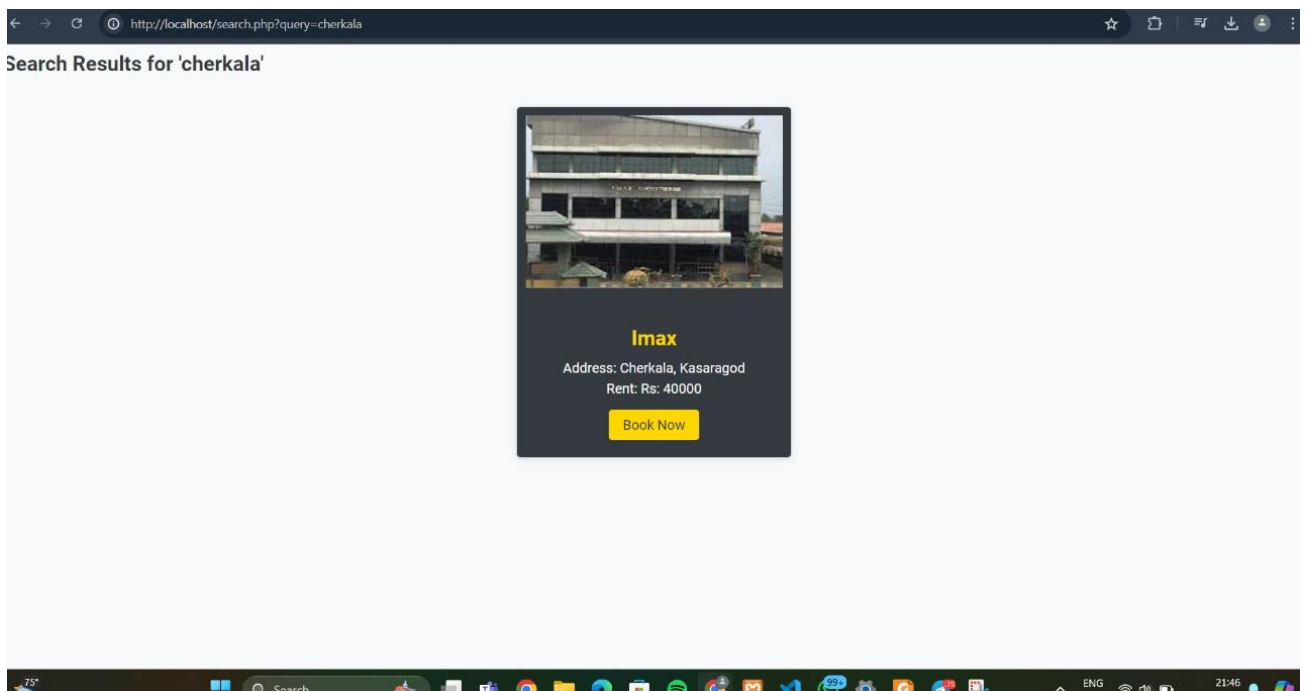 http://localhost/search.php?query=cherkala
Search Results for 'cherkala'
Imax
Address: Cherkala, Kasaragod
Rent: Rs: 40000
Book Now
75°
Search
99+
ENG
21:46